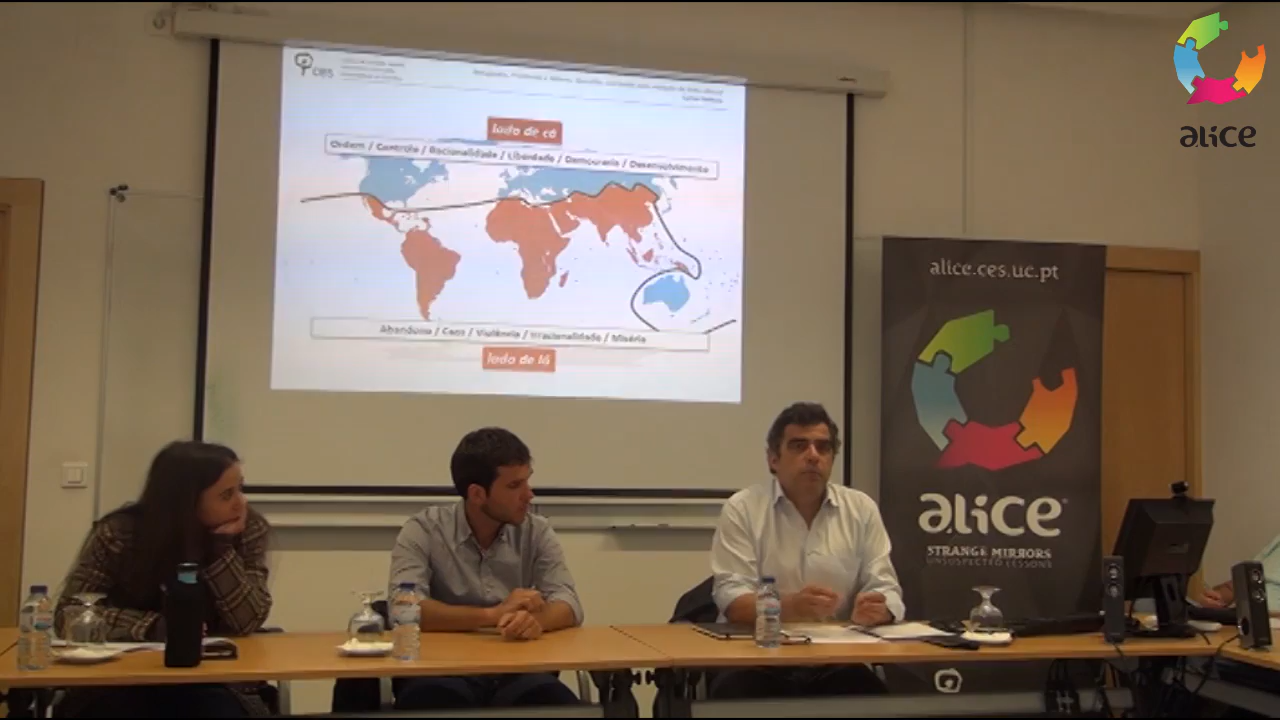 CES
lado de cá
Ordem / Controlo / Racionalidade / Liberdade / Democracia / Desenvolvimento
Abandono / Caos / Violência / Irracionalidade / Miséria
lado de lá
alice
alice.ces.uc.pt
alice
STRANGE MIRRORS
UNSUSPECTED LESSONS